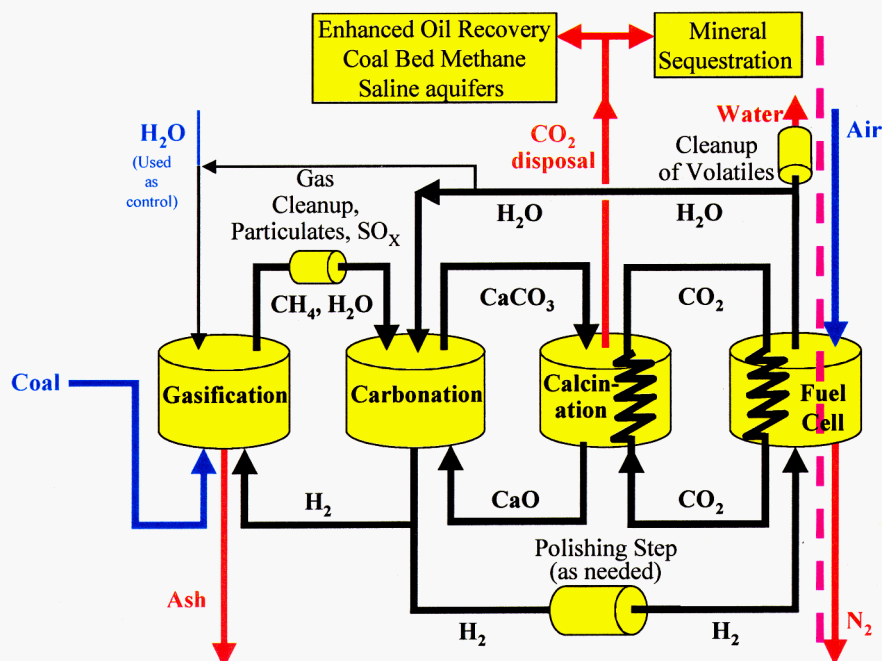 Enhanced Oil Recovery
Coal Bed Methane
Saline aquifers
Mineral
Sequestration
H₂O
(Used
as
control)
CO₂
disposal
Water
Air
Cleanup
of Volatiles
Gas
Cleanup,
Particulates, SOₓ
H₂O
H₂O
CH₄, H₂O
CaCO₃
CO₂
Coal
Gasification
Carbonation
Calcin-
ation
Fuel
Cell
H₂
CaO
CO₂
Polishing Step
(as needed)
Ash
H₂
H₂
N₂